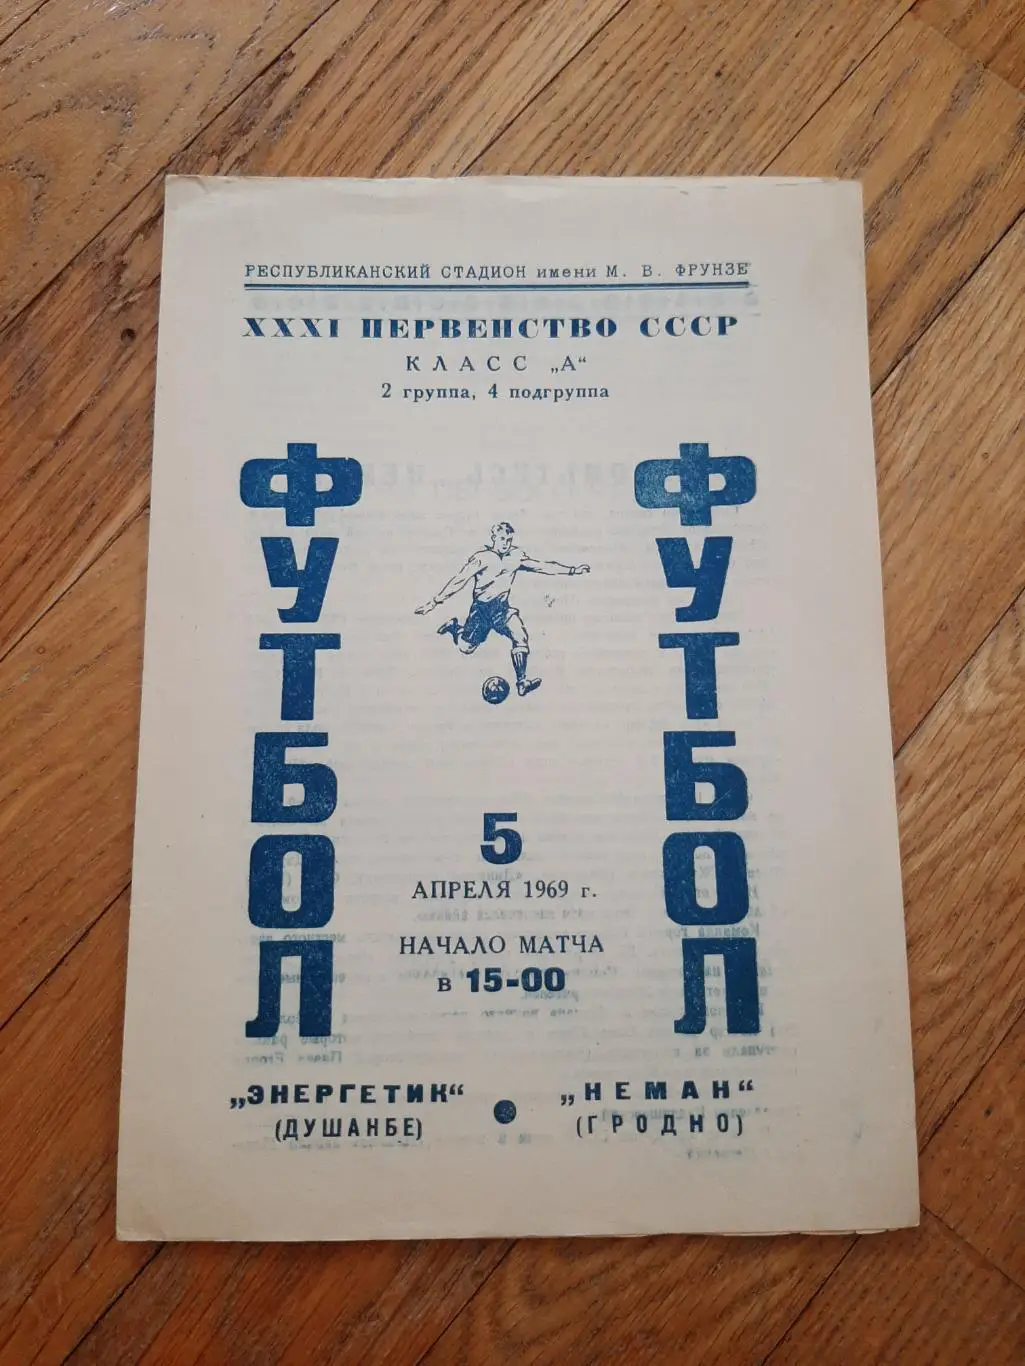 РЕСПУБЛИКАНСКИЙ СТАДИОН имени М. В. ФРУНЗЕ
XXXI ПЕРВЕНСТВО СССР
КЛАСС „А“
2 группа, 4 подгруппа
ФУТБОЛ
ФУТБОЛ
5
АПРЕЛЯ 1969 г.
НАЧАЛО МАТЧА
в 15-00
„ЭНЕРГЕТИК“
(ДУШАНБЕ)
„НЕМАН“
(ГРОДНО)